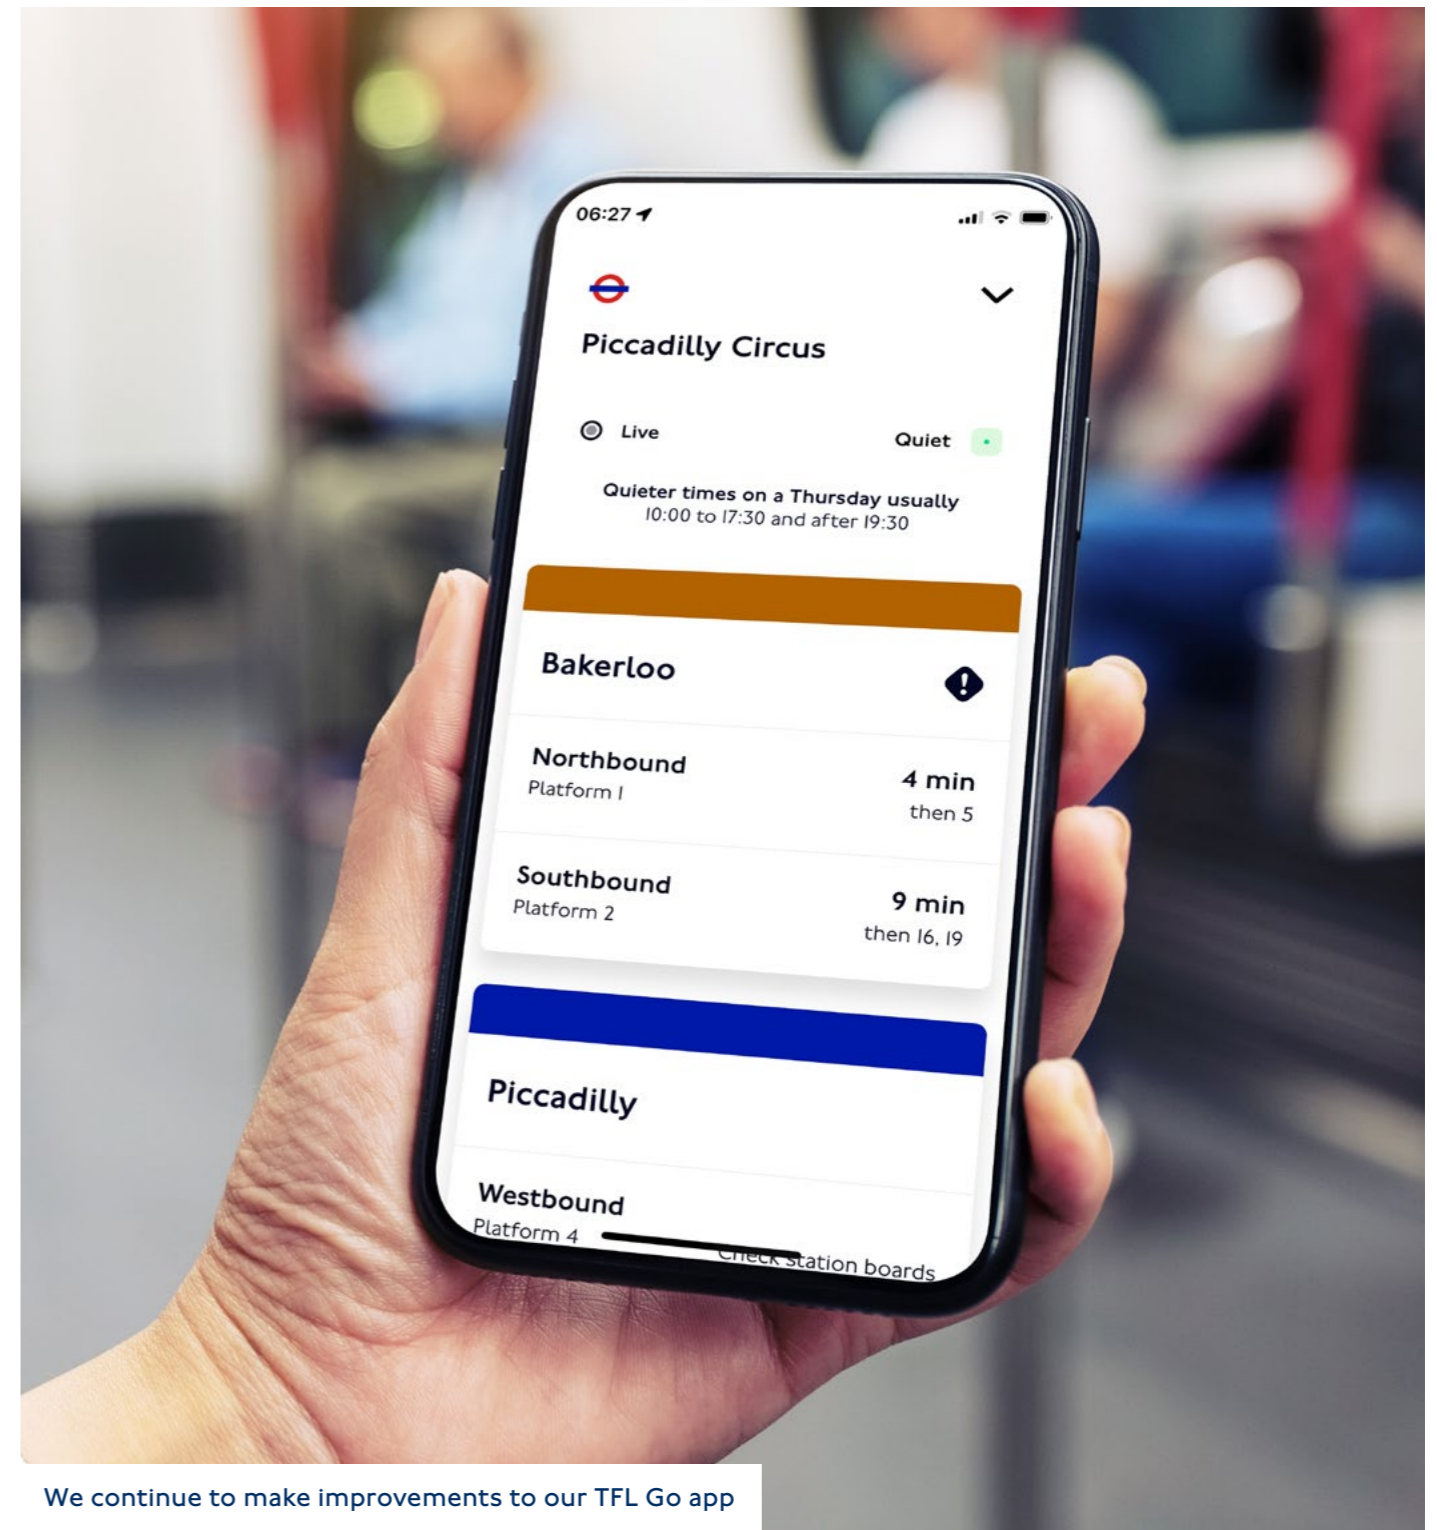 06:27
Piccadilly Circus
Live
Quiet
Quieter times on a Thursday usually
10:00 to 17:30 and after 19:30
Bakerloo
Northbound
4 min
Platform 1
then 5
Southbound
9 min
Platform 2
then 16, 19
Piccadilly
Westbound
Platform 4
Check station boards
We continue to make improvements to our TFL Go app